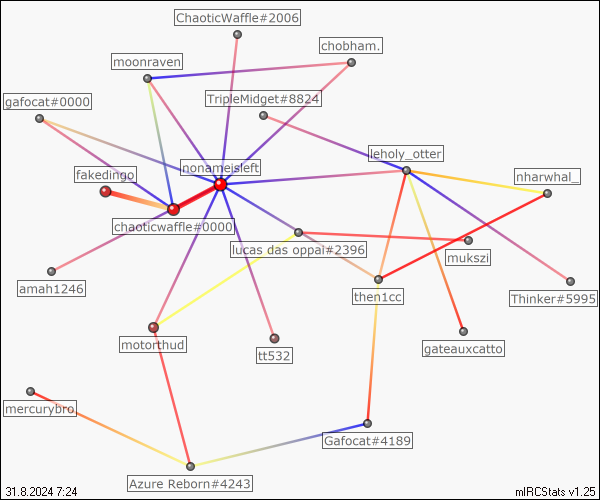 ChaoticWaffle#2006
chobham.
moonraven
TripleMidget#8824
gafocat#0000
leholy_otter
nonameisleft
fakedingo
nharwhal_
chaoticwaffle#0000
lucas das oppai#2396
mukszi
amah1246
then1cc
Thinker#5995
motorthud
tt532
gateauxcatto
mercurybro
Gafocat#4189
Azure Reborn#4243
31.8.2024 7:24
mIRCStats v1.25